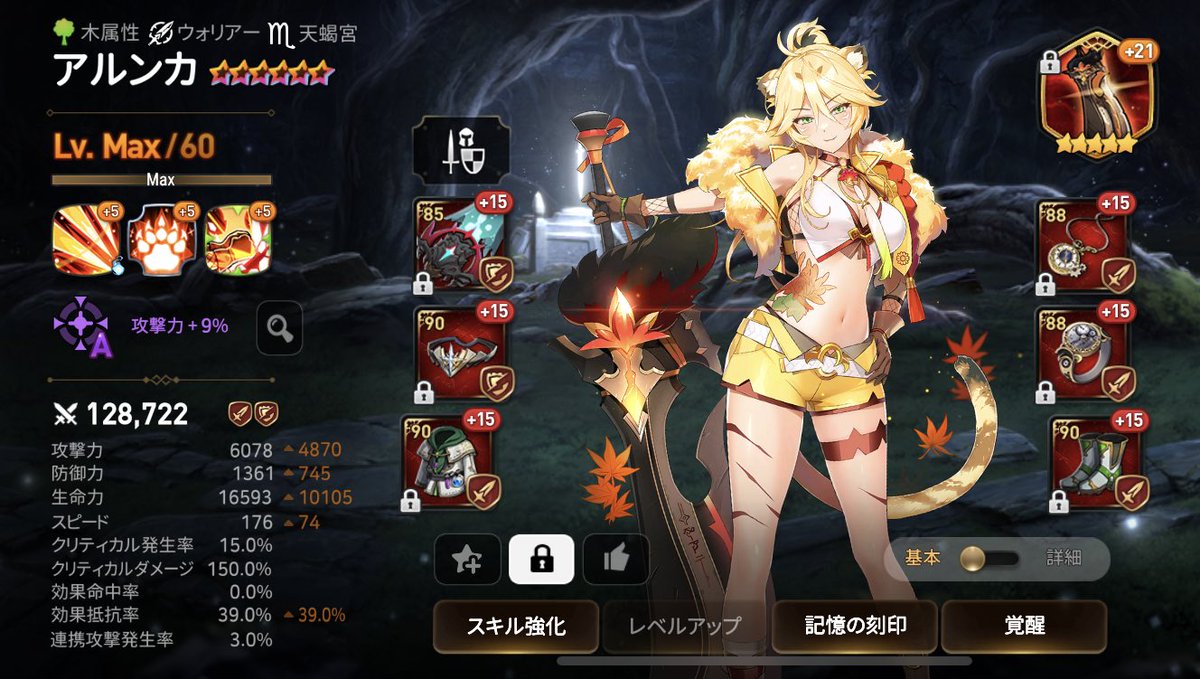 木属性 ウォリアー 天蝎宮
アルンカ
Lv. Max/60
Max
+5 +5 +5
A 攻撃力+9%
128,722
攻撃力 6078 4870
防御力 1361 745
生命力 16593 10105
スピード 176 74
クリティカル発生率 15.0%
クリティカルダメージ 150.0%
効果命中率 0.0%
効果抵抗率 39.0% 39.0%
連携攻撃発生率 3.0%
85 +15
90 +15
90 +15
+21
88 +15
88 +15
90 +15
基本 詳細
スキル強化
レベルアップ
記憶の刻印
覚醒